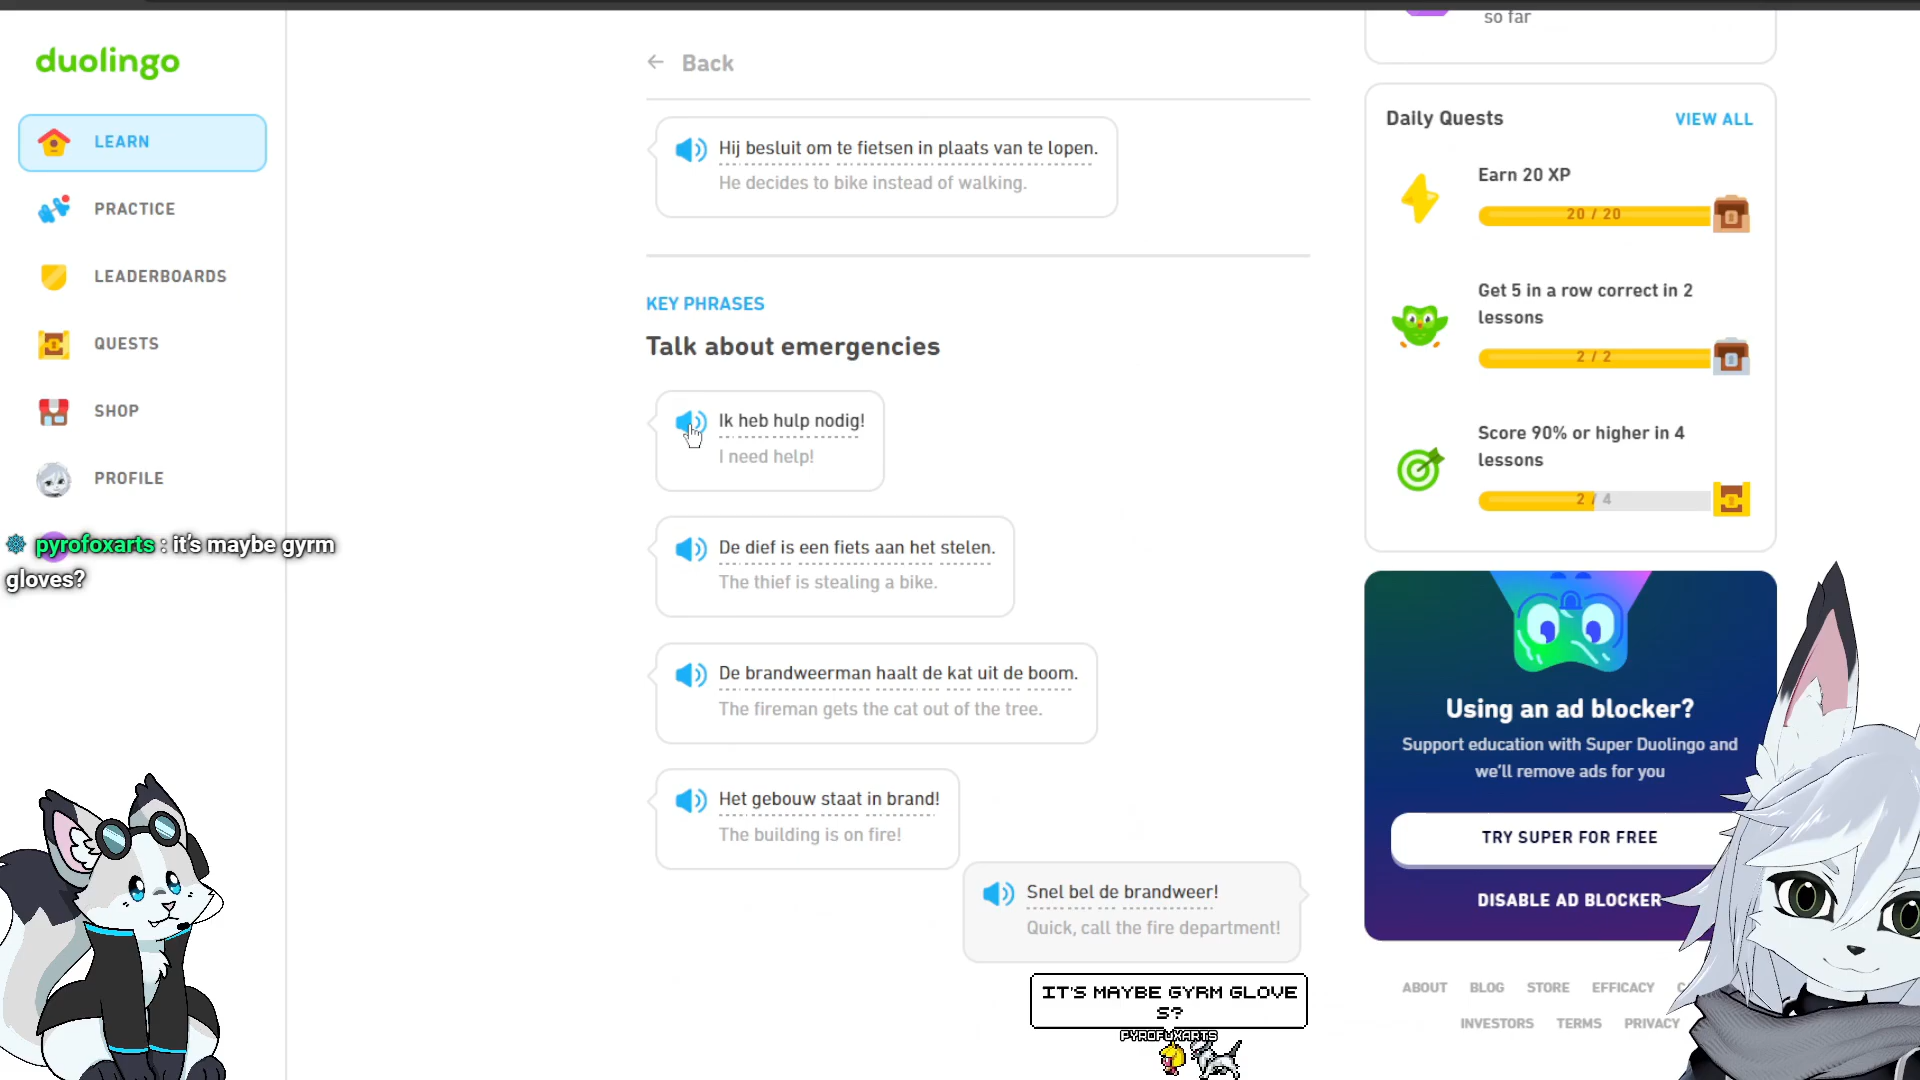 duolingo
LEARN
PRACTICE
LEADERBOARDS
QUESTS
SHOP
PROFILE
pyrofoxarts : it's maybe gyrm
gloves?
Back
Hij besluit om te fietsen in plaats van te lopen.
He decides to bike instead of walking.
KEY PHRASES
Talk about emergencies
Ik heb hulp nodig!
I need help!
De dief is een fiets aan het stelen.
The thief is stealing a bike.
De brandweerman haalt de kat uit de boom.
The fireman gets the cat out of the tree.
Het gebouw staat in brand!
The building is on fire!
Snel bel de brandweer!
Quick, call the fire department!
IT'S MAYBE GYRM GLOVE
S?
PYROFOXARTS
so far
Daily Quests
VIEW ALL
Earn 20 XP
20 / 20
Get 5 in a row correct in 2
lessons
2 / 2
Score 90% or higher in 4
lessons
2 / 4
Using an ad blocker?
Support education with Super Duolingo and
we'll remove ads for you
TRY SUPER FOR FREE
DISABLE AD BLOCKER
ABOUT BLOG STORE EFFICACY
INVESTORS TERMS PRIVACY